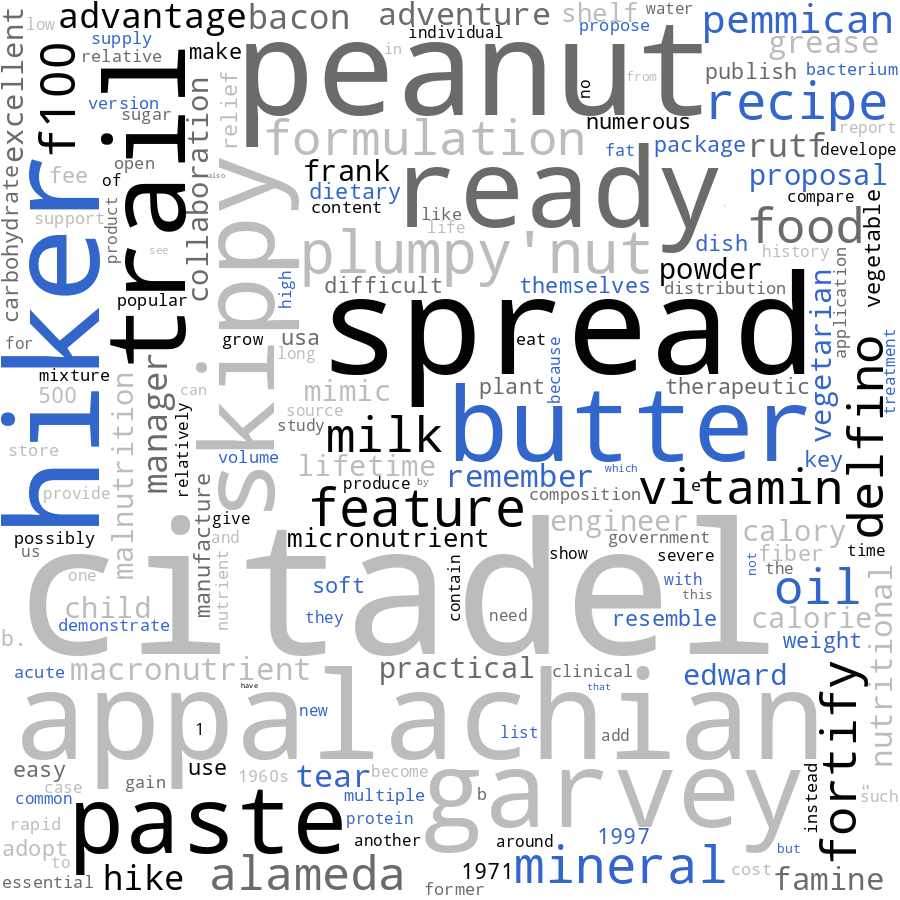 low
advantage
bacon
adventure
shelf
water
pemmican
individual
propose
supply
relative
make
in
grease
excellent
f100
trail
peanut
no
from
publish
bacterium
version
sugar
relief
recipe
numerous
report
formulation
fat
package
rutf
develope
open
fee
of
collaboration
also
frank
dietary
content
ready
proposal
compare
support
product
like
life
food
see
skippy
plumpy'nut
dish
history
vegetable
carbohydrate
hiker
popular
high
difficult
themselves
powder
distribution
application
for
grow
usa
long
spread
eat
because
vegetarian
treatment
mixture
500
manager
can
mimic
source
study
plant
therapeutic
delfino
malnutrition
relatively
milk
butter
store
volume
lifetime
remember
which
key
provide
produce
by
composition
vitamin
e
manufacture
give
feature
engineer
calory
possibly
us
and
micronutrient
government
show
severe
fiber
time
one
nutrient
citadel
contain
not
the
child
soft
with
this
oil
demonstrate
they
need
resemble
calorie
b.
weight
nutritional
acute
macronutrient
practical
clinical
edward
have
that
appalachian
new
1
list
add
fortify
easy
use
1960s
tear
become
case
gain
common
multiple
garvey
b
instead
such
paste
protein
rapid
another
around
1997
but
adopt
to
essential
hike
alameda
former
1971
mineral
cost
famine